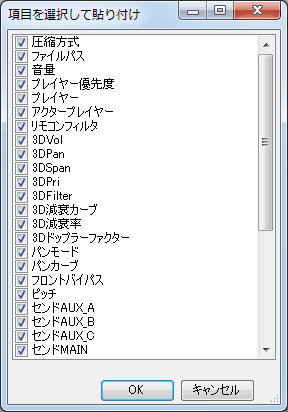 項目を選択して貼り付け
圧縮方式
ファイルパス
音量
プレイヤー優先度
プレイヤー
アクタープレイヤー
リモコンフィルタ
3DVol
3DPan
3DSpan
3DPri
3DFilter
3D減衰カーブ
3D減衰率
3Dドップラーファクター
パンモード
パンカーブ
フロントバイパス
ピッチ
センドAUX_A
センドAUX_B
センドAUX_C
センドMAIN
OK
キャンセル